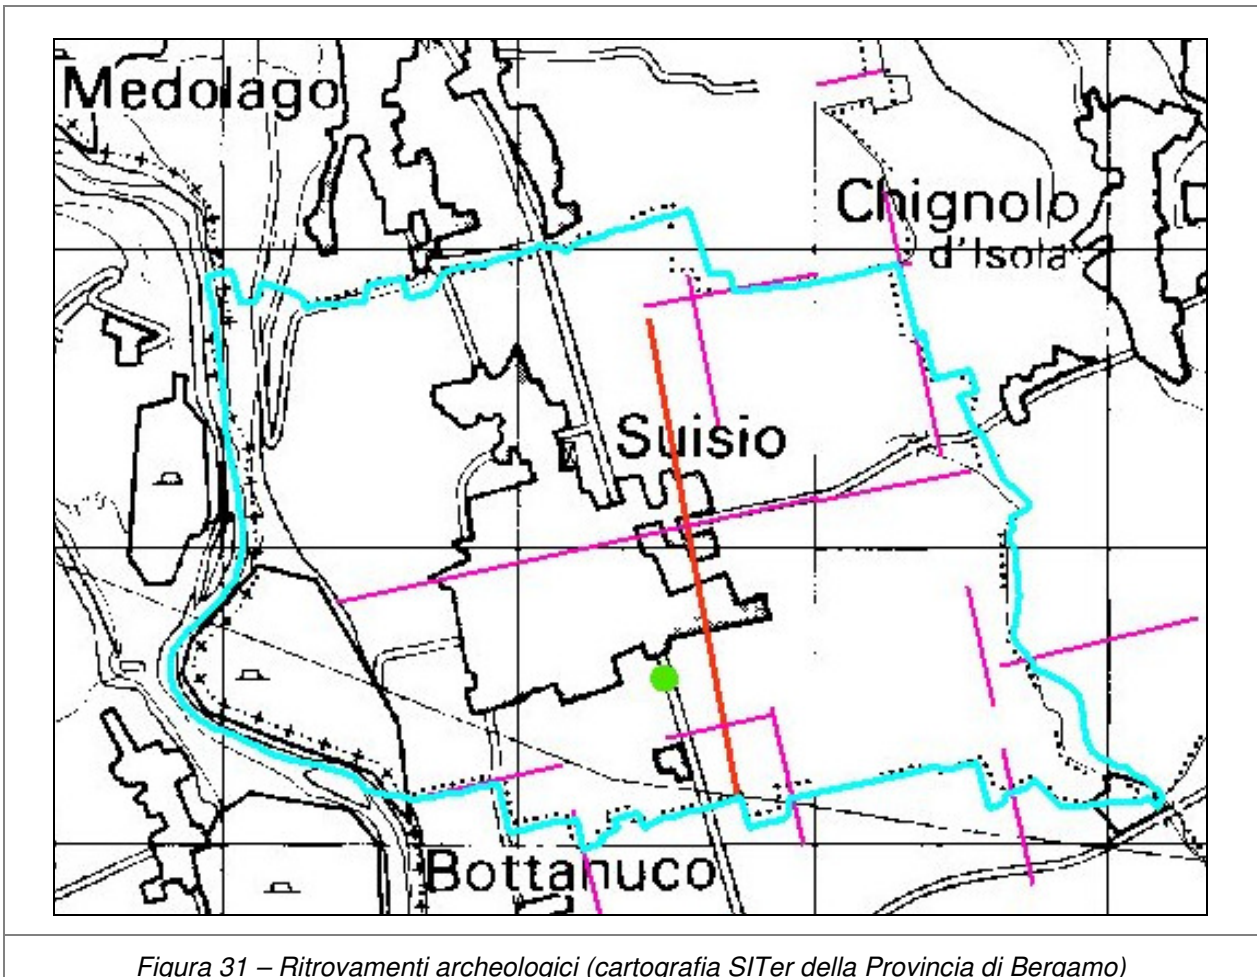 Medolago
Chignolo
d'Isola
Suisio
Bottanuco
Figura 31 – Ritrovamenti archeologici (cartografia SITer della Provincia di Bergamo)